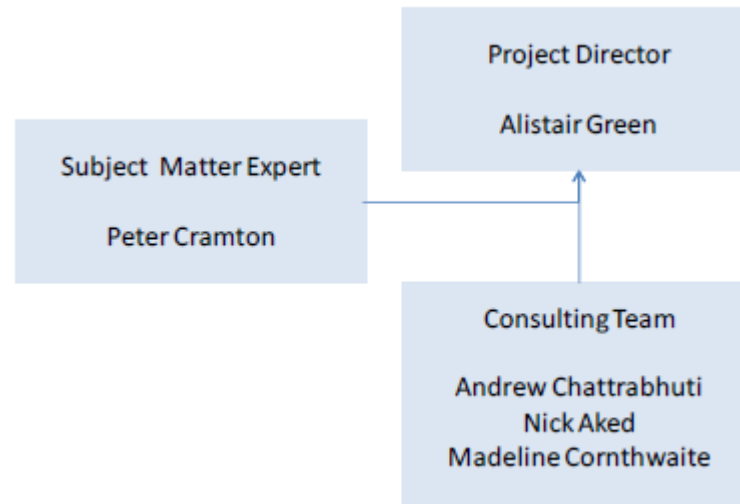 Project Director
Alistair Green
Subject Matter Expert
Peter Cramton
Consulting Team
Andrew Chattrabhuti
Nick Aked
Madeline Cornthwaite